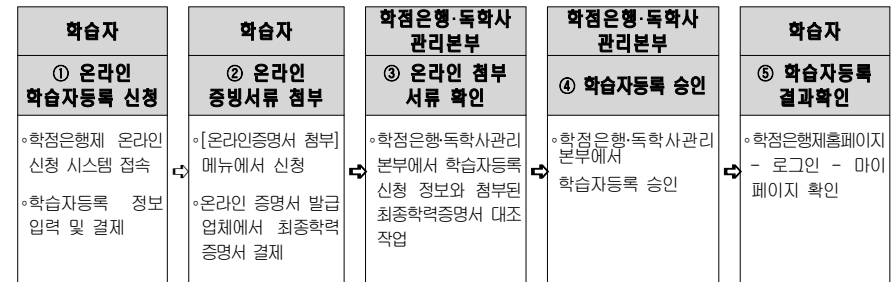 학습자
① 온라인
학습자등록 신청
◦학점은행제 온라인
신청 시스템 접속
◦학습자등록 정보
입력 및 결제
⇨
학습자
② 온라인
증빙서류 첨부
◦[온라인증명서 첨부]
메뉴에서 신청
◦온라인 증명서 발급
업체에서 최종학력
증명서 결제
⇨
학점은행·독학사
관리본부
③ 온라인 첨부
서류 확인
◦학점은행·독학사관리
본부에서 학습자등록
신청 정보와 첨부된
최종학력증명서 대조
작업
⇨
학점은행·독학사
관리본부
④ 학습자등록 승인
◦학점은행·독학사관리
본부에서
학습자등록 승인
⇨
학습자
⑤ 학습자등록
결과확인
◦학점은행제홈페이지
- 로그인 - 마이
페이지 확인